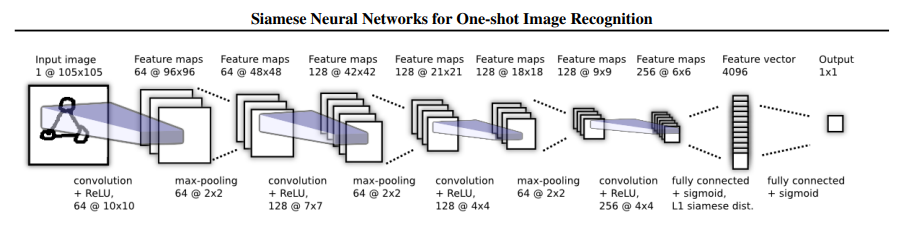 Siamese Neural Networks for One-shot Image Recognition
Input image
1 @ 105x105
Feature maps
64 @ 96x96
Feature maps
64 @ 48x48
Feature maps
128 @ 42x42
Feature maps
128 @ 21x21
Feature maps
128 @ 18x18
Feature maps
128 @ 9x9
Feature maps
256 @ 6x6
Feature vector
4096
Output
1x1
convolution
+ ReLU,
64 @ 10x10
max-pooling
64 @ 2x2
convolution
+ ReLU,
128 @ 7x7
max-pooling
64 @ 2x2
convolution
+ ReLU,
128 @ 4x4
max-pooling
64 @ 2x2
convolution
+ ReLU,
256 @ 4x4
fully connected
+ sigmoid,
L1 siamese dist.
fully connected
+ sigmoid